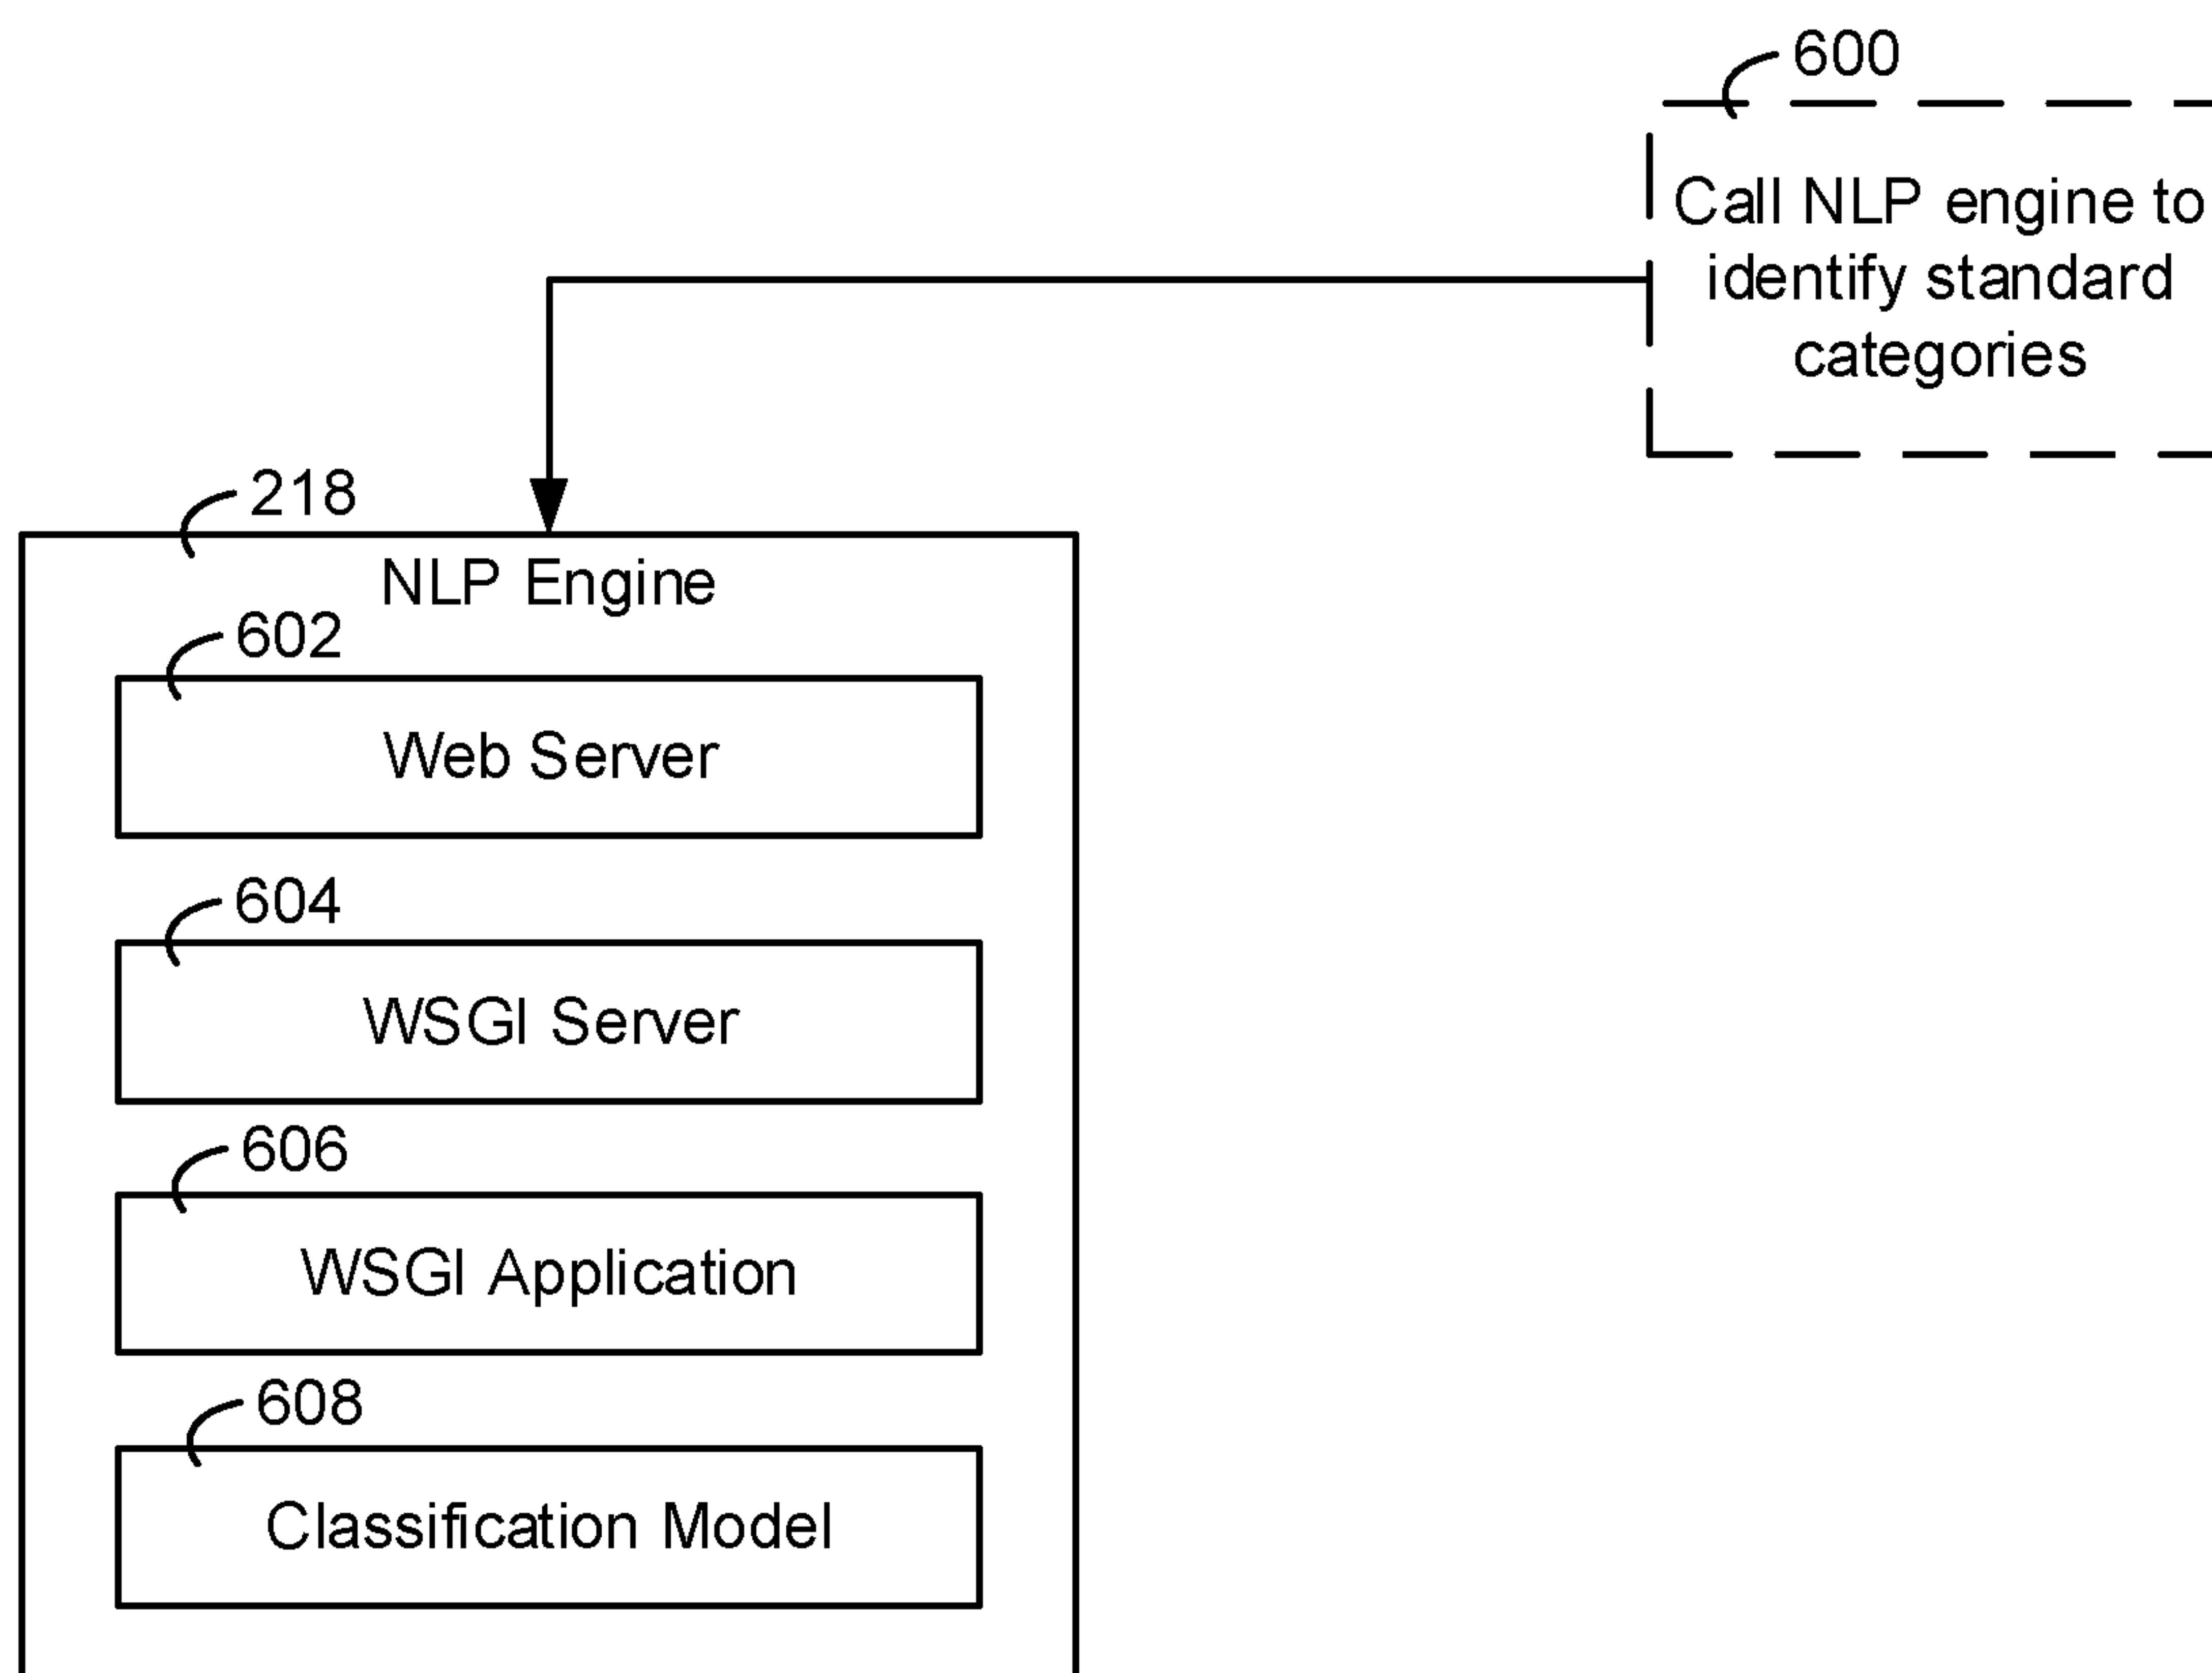 600
Call NLP engine to
identify standard
categories
218
NLP Engine
602
Web Server
604
WSGI Server
606
WSGI Application
608
Classification Model